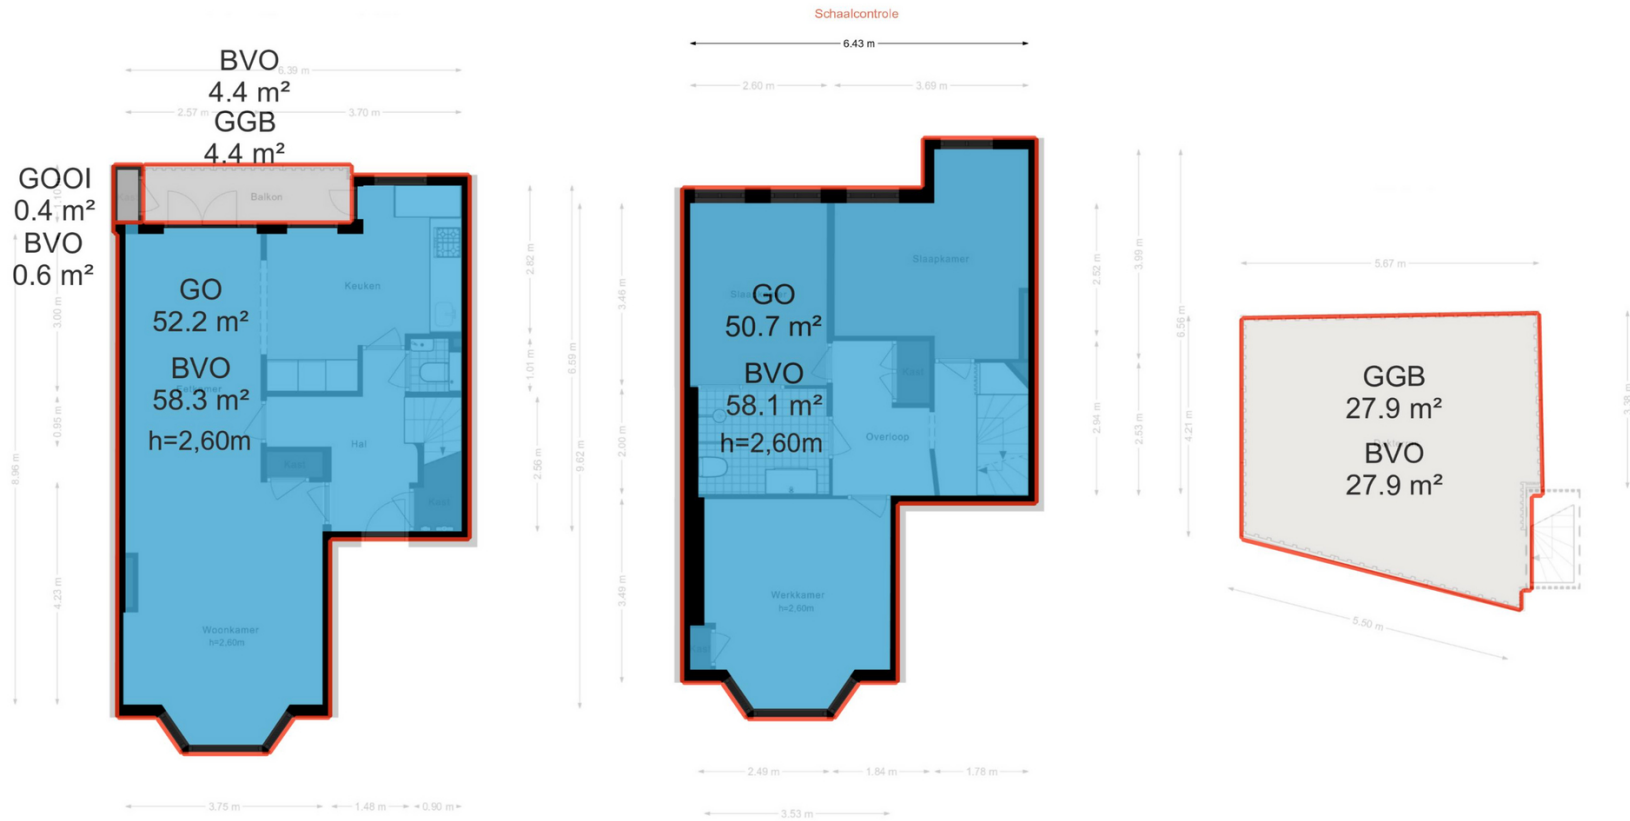 Schaalcontrole
6.43 m
BVO
4.4 m²
GGB
4.4 m²
6.39 m
2.57 m
3.70 m
2.60 m
3.69 m
GOOI
0.4 m²
BVO
0.6 m²
Balkon
Keuken
GO
52.2 m²
BVO
58.3 m²
h=2,60m
Hal
Kast
Kast
Woonkamer
h=2,60m
8.96 m
3.00 m
0.95 m
4.23 m
2.82 m
1.01 m
2.56 m
6.69 m
9.62 m
3.75 m
1.48 m
0.90 m
Slaapkamer
GO
50.7 m²
BVO
58.1 m²
h=2,60m
Kast
Overloop
Werkkamer
h=2,60m
3.46 m
2.00 m
3.49 m
2.52 m
2.94 m
3.99 m
2.53 m
6.56 m
2.49 m
1.84 m
1.78 m
3.53 m
5.67 m
GGB
27.9 m²
BVO
27.9 m²
4.21 m
3.38 m
5.50 m